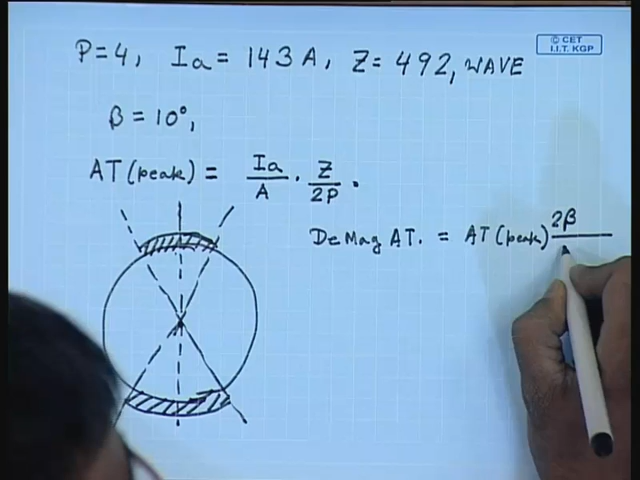 © CET
I.I.T. KGP
P=4, Ia = 143 A, Z = 492, WAVE
β = 10°,
AT (peak) = Ia/A · Z/2P .
DeMag AT. = AT (peak) 2β